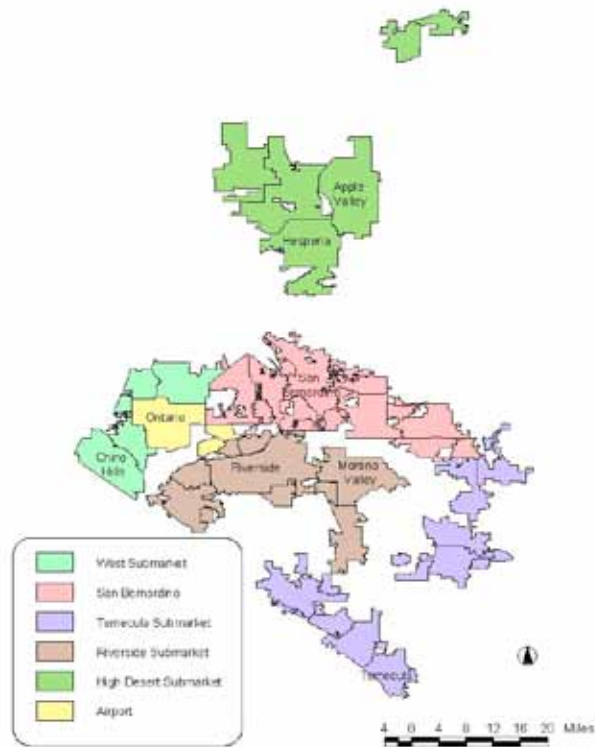 Apple
Valley
Hesperia
San
Bernardino
Ontario
Chino
Hills
Riverside
Moreno
Valley
Temecula
West Submarket
San Bernardino
Temecula Submarket
Riverside Submarket
High Desert Submarket
Airport
4 0 4 8 12 16 20 Miles